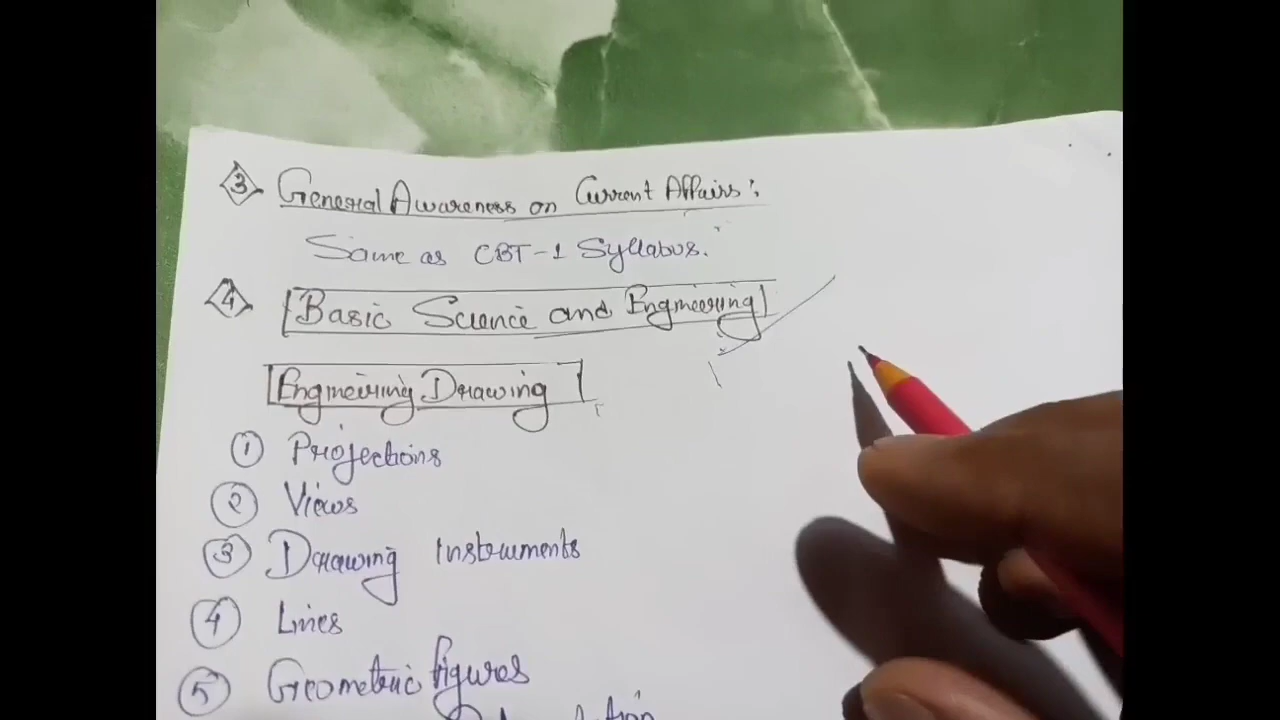 3 General Awareness on Current Affairs:
Same as CBT-1 Syllabus.
4 Basic Science and Engineering
Engineering Drawing
1 Projections
2 Views
3 Drawing Instruments
4 Lines
5 Geometric figures